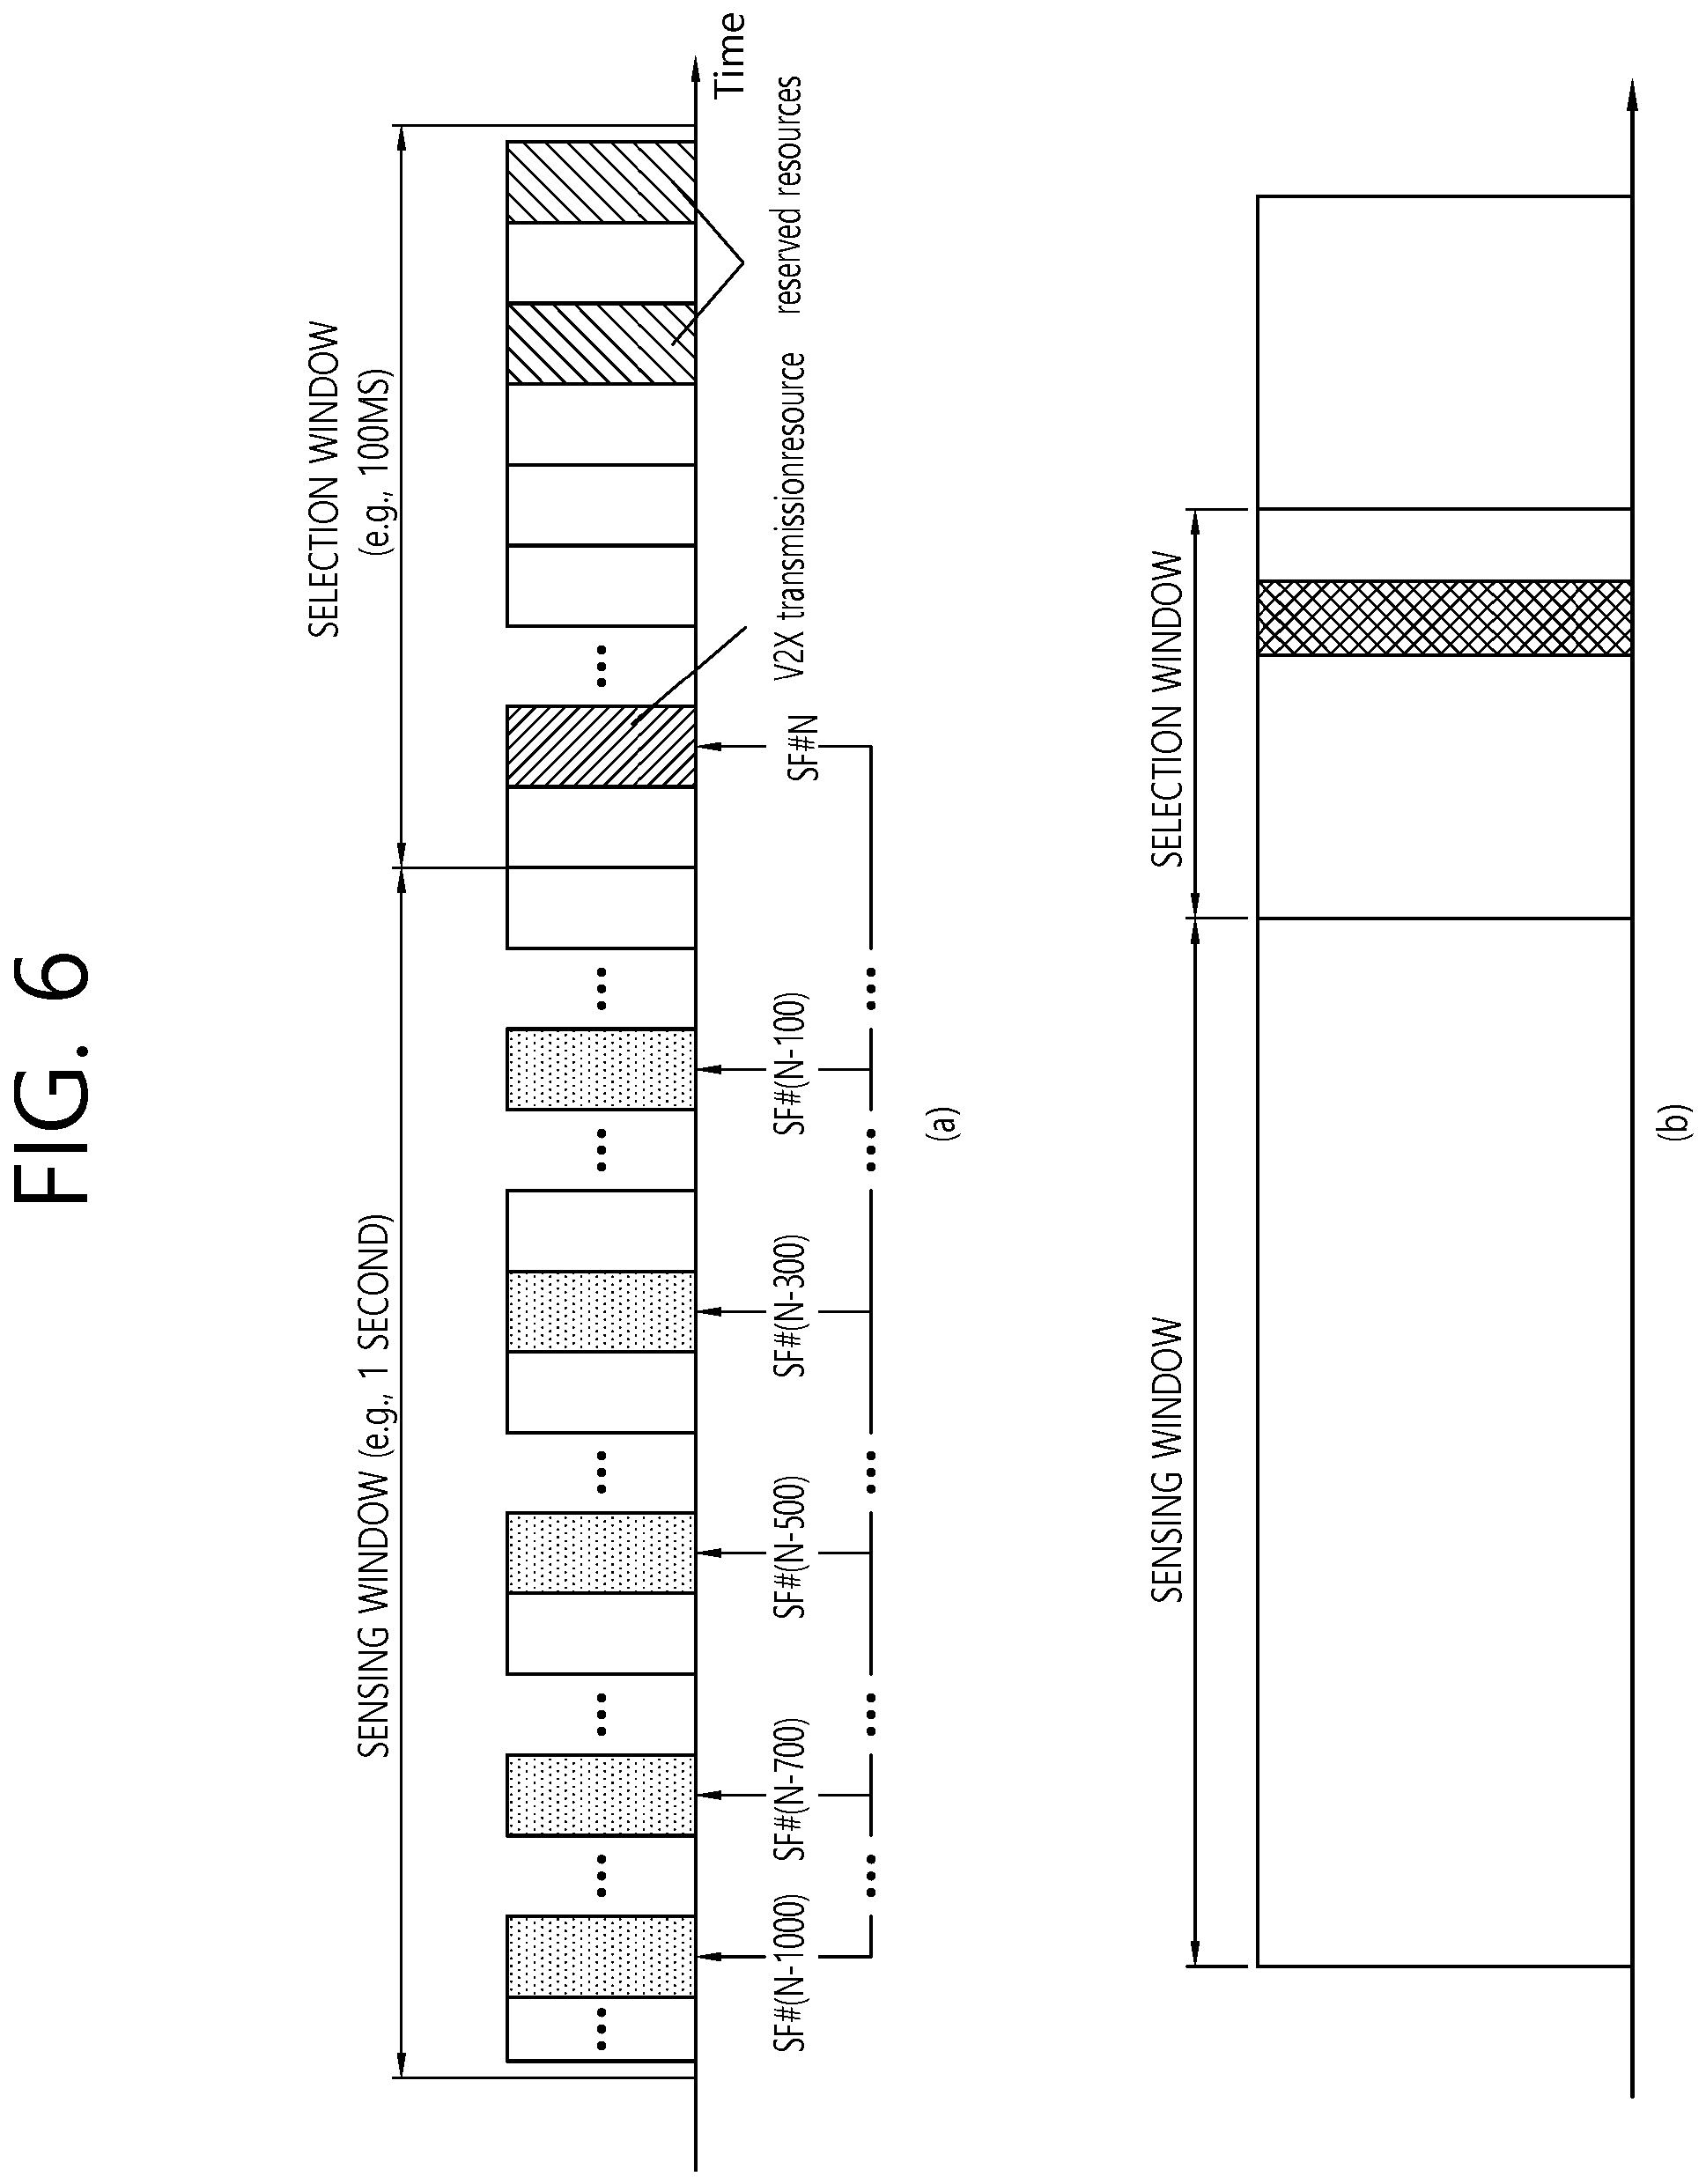 FIG. 6
SENSING WINDOW (e.g., 1 SECOND)
SELECTION WINDOW
(e.g., 100MS)
Time
SF#(N-1000)
SF#(N-700)
SF#(N-500)
SF#(N-300)
SF#(N-100)
SF#N
V2X transmissionresource
reserved resources
(a)
SENSING WINDOW
SELECTION WINDOW
(b)